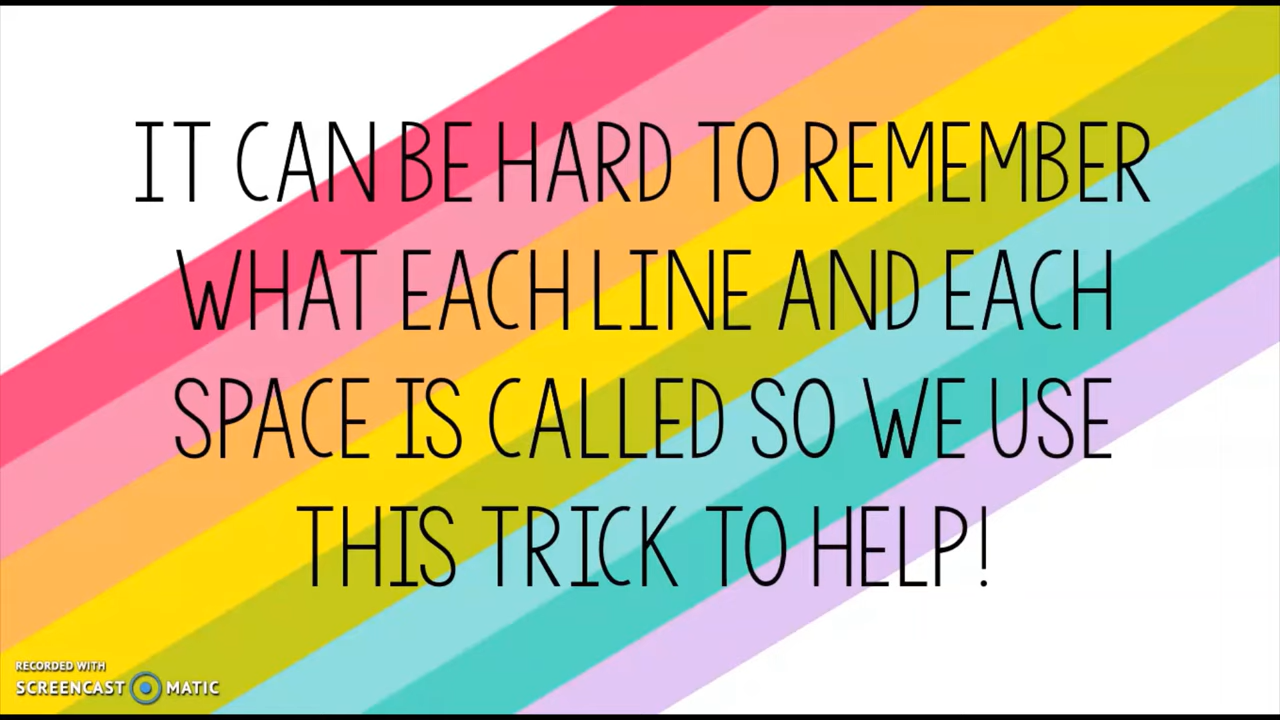 IT CAN BE HARD TO REMEMBER
WHAT EACH LINE AND EACH
SPACE IS CALLED SO WE USE
THIS TRICK TO HELP!
RECORDED WITH
SCREENCAST MATIC